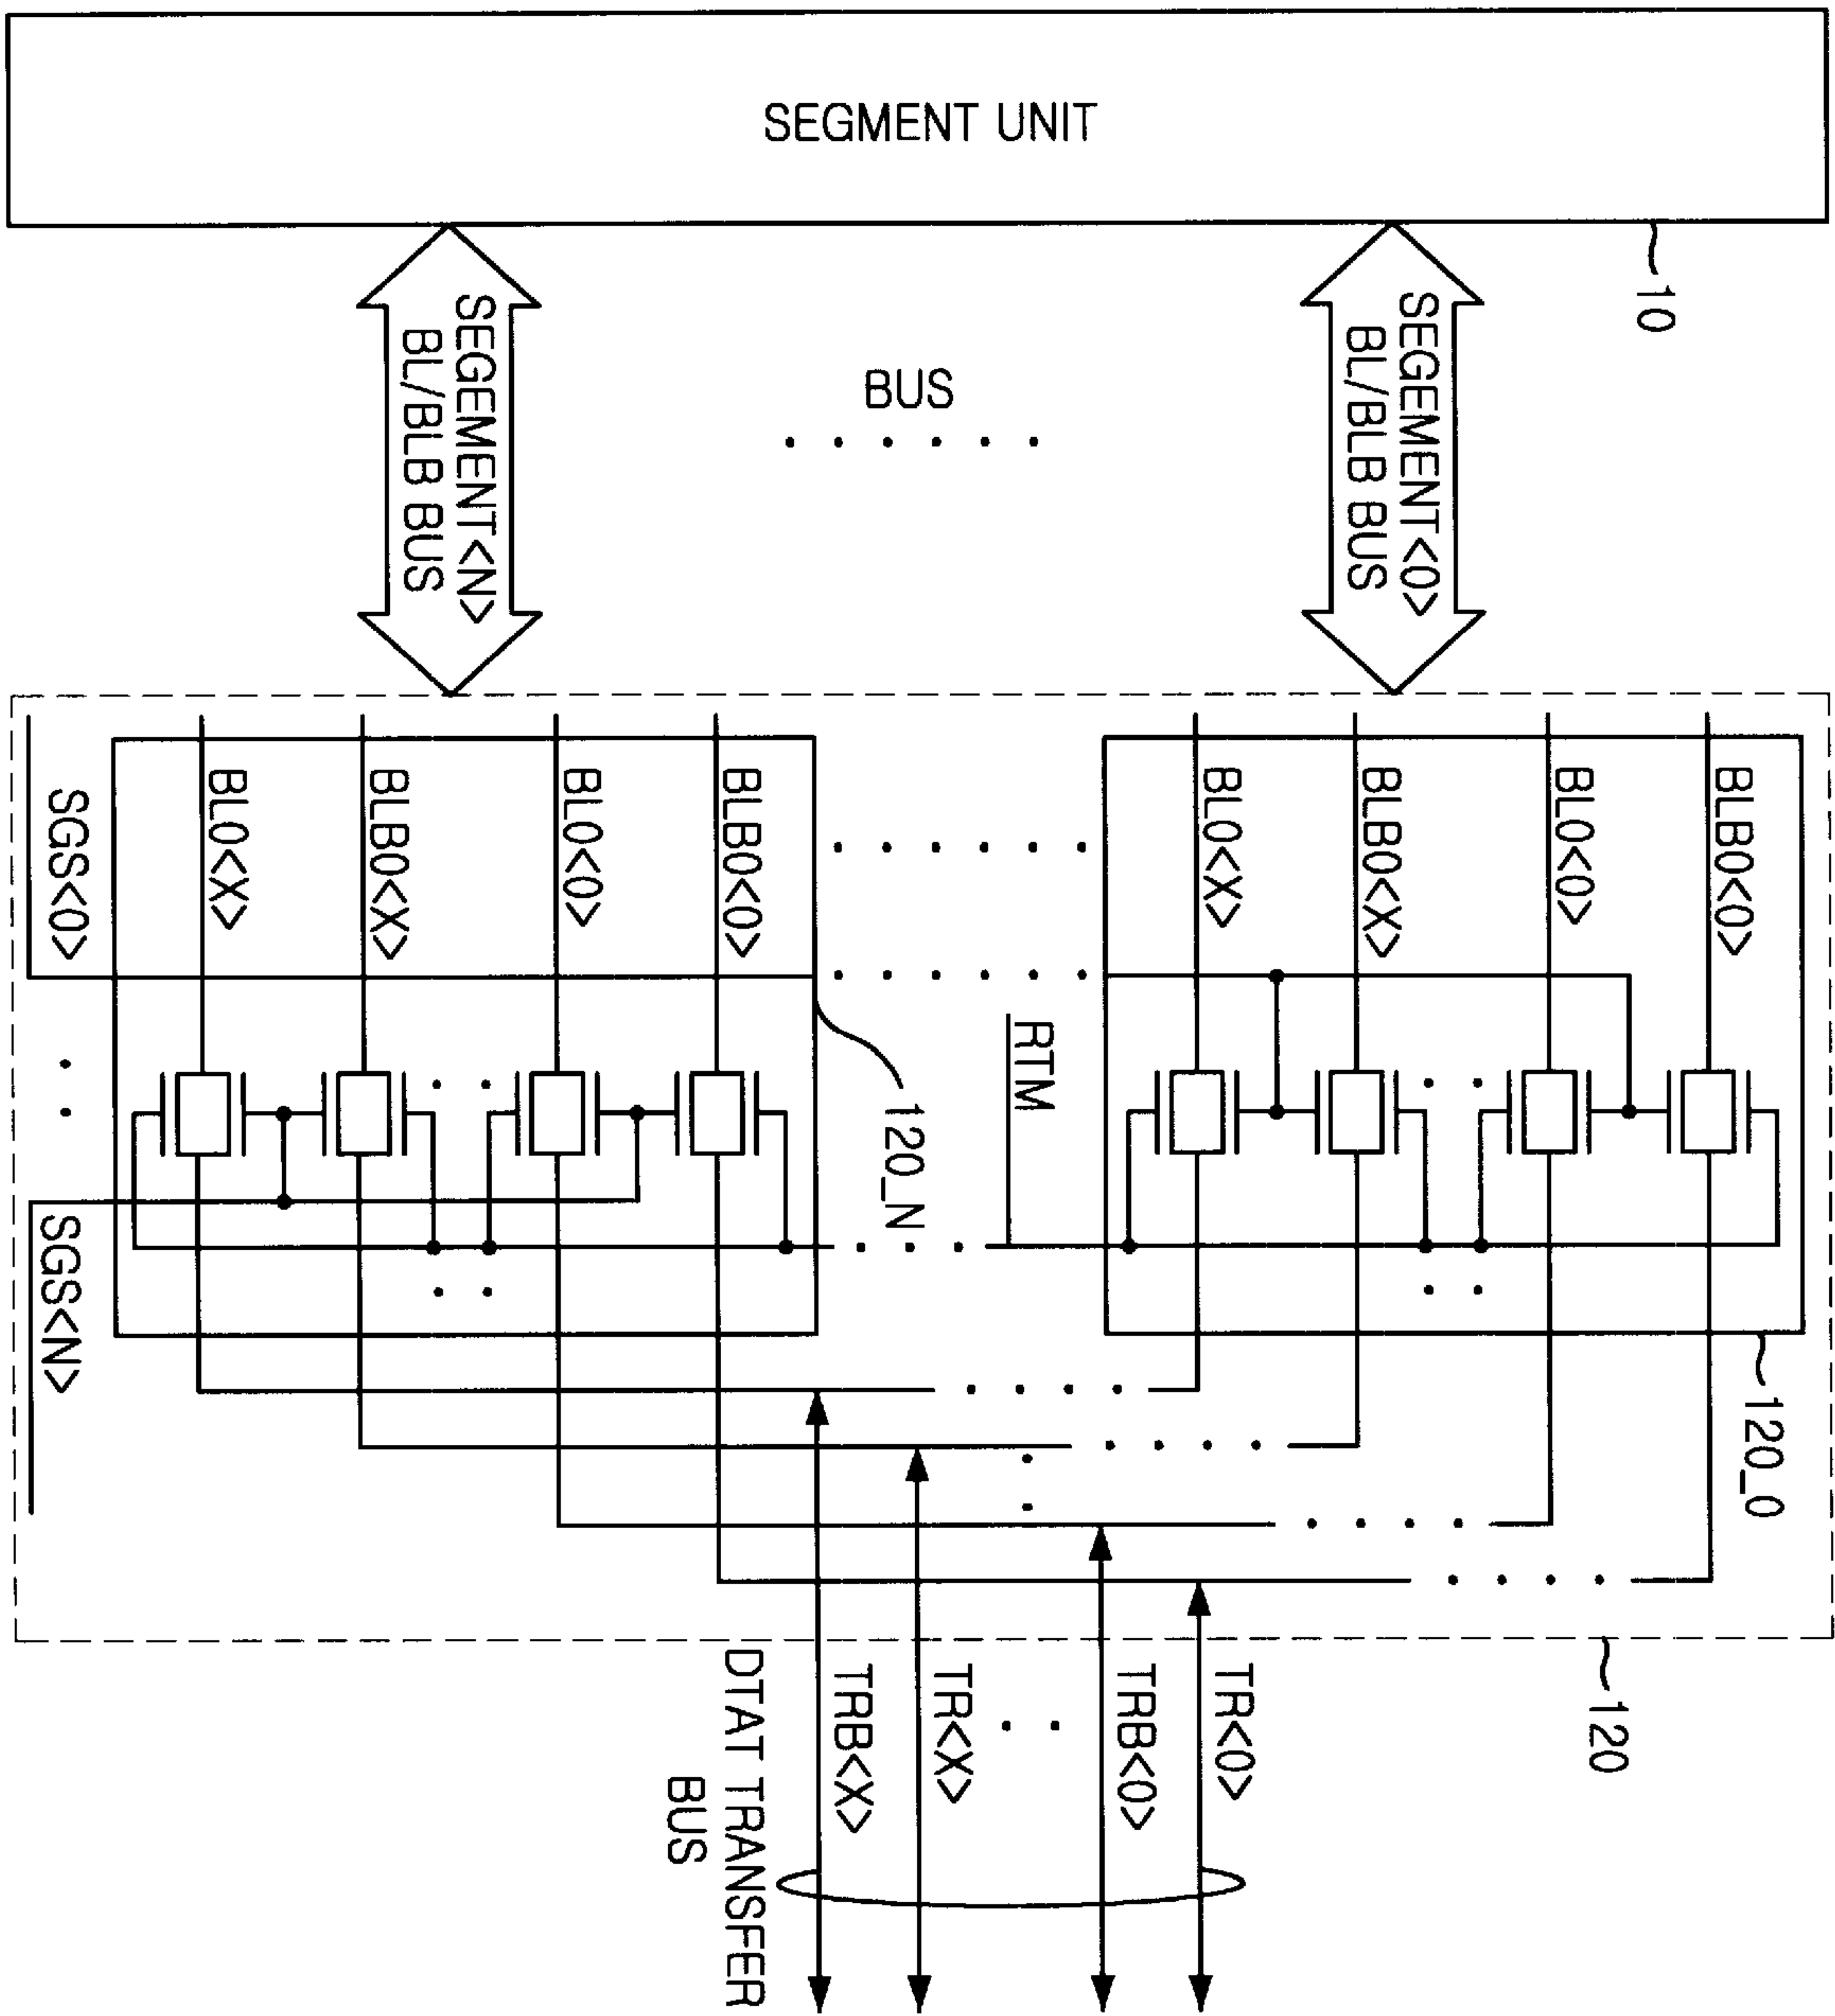 SEGMENT UNIT
10
SEGEMENT<0>
BL/BLB BUS
BUS
SEGEMENT<N>
BL/BLB BUS
BLB0<0>
BL0<0>
BLB0<X>
BL0<X>
RTM
120_0
BLB0<0>
BL0<0>
BLB0<X>
BL0<X>
SGS<0>
120_N
SGS<N>
120
TR<0>
TRB<0>
TR<X>
TRB<X>
DTAT TRANSFER
BUS